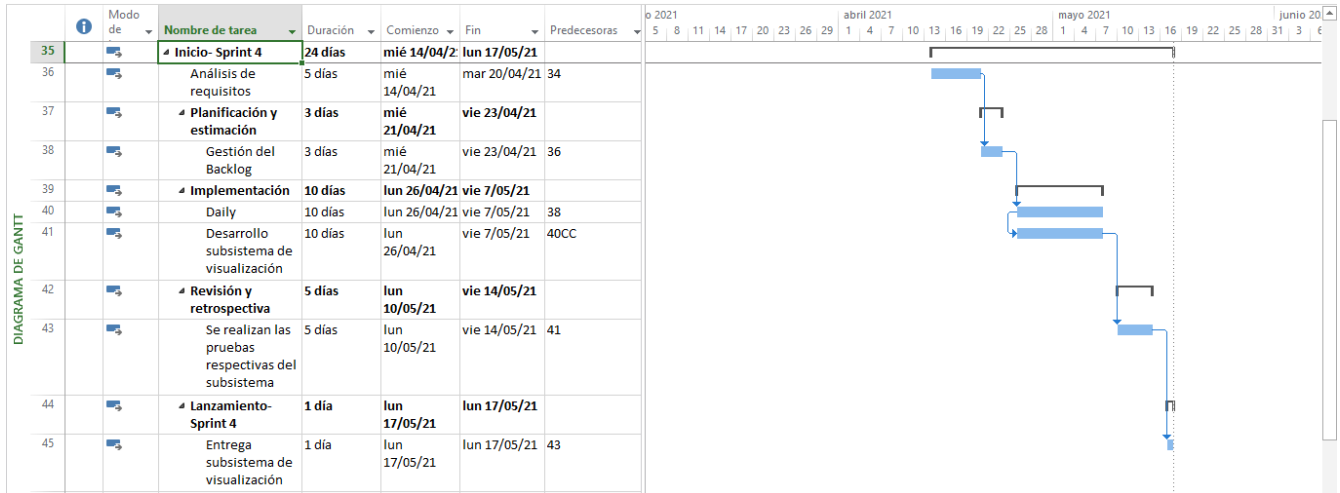 Modo
de
Nombre de tarea Duración Comienzo Fin Predecesoras
35 Inicio- Sprint 4 24 días mié 14/04/2 lun 17/05/21
36 Análisis de 5 días mié mar 20/04/21 34
requisitos 14/04/21
37 Planificación y 3 días mié vie 23/04/21
estimación 21/04/21
38 Gestión del 3 días mié vie 23/04/21 36
Backlog 21/04/21
39 Implementación 10 días lun 26/04/21 vie 7/05/21
40 Daily 10 días lun 26/04/21 vie 7/05/21 38
41 Desarrollo 10 días lun vie 7/05/21 40CC
subsistema de 26/04/21
visualización
42 Revisión y 5 días lun vie 14/05/21
retrospectiva 10/05/21
43 Se realizan las 5 días lun vie 14/05/21 41
pruebas 10/05/21
respectivas del
subsistema
44 Lanzamiento- 1 día lun lun 17/05/21
Sprint 4 17/05/21
45 Entrega 1 día lun lun 17/05/21 43
subsistema de 17/05/21
visualización
DIAGRAMA DE GANTT
o 2021 abril 2021 mayo 2021 junio 20
5 8 11 14 17 20 23 26 29 1 4 7 10 13 16 19 22 25 28 1 4 7 10 13 16 19 22 25 28 31 3 6